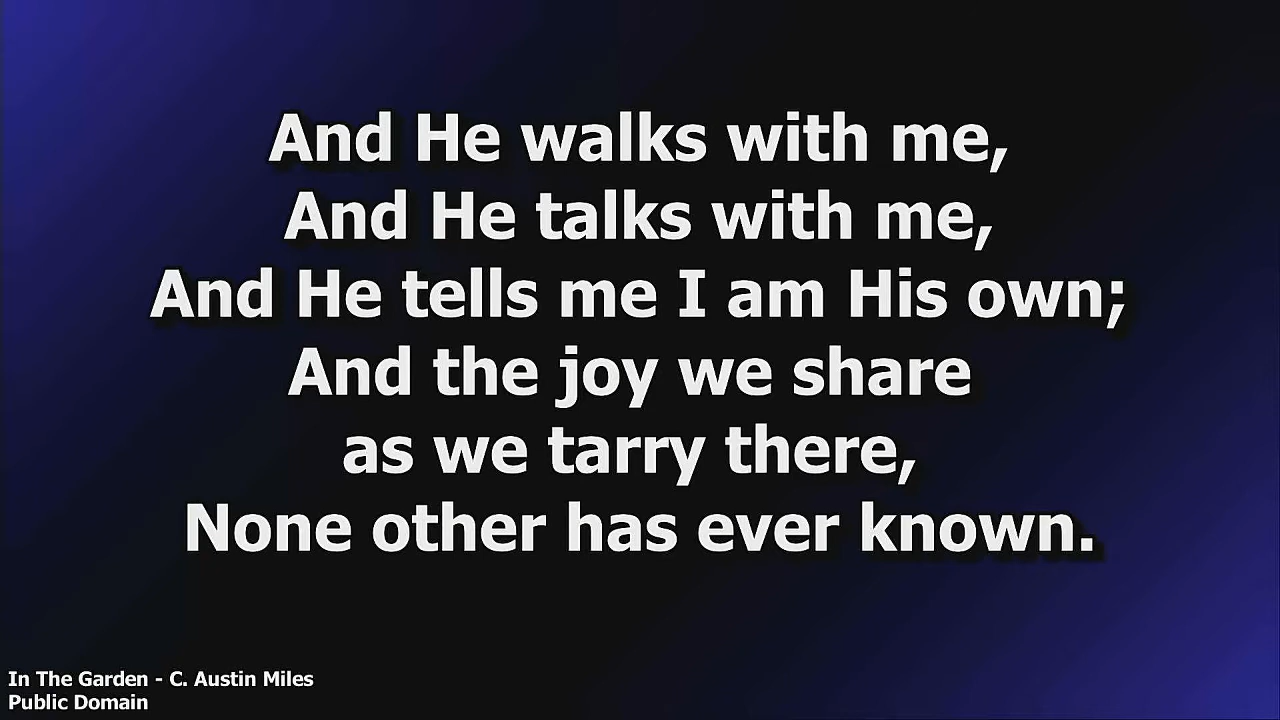 And He walks with me,
And He talks with me,
And He tells me I am His own;
And the joy we share
as we tarry there,
None other has ever known.
In The Garden - C. Austin Miles
Public Domain